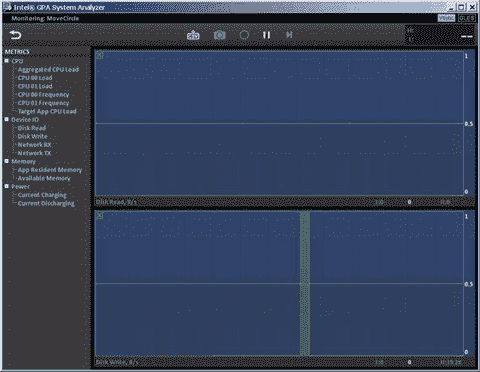 Intel® GPA System Analyzer
Monitoring: MoveCircle
METRICS
CPU
Aggregated CPU Load
CPU 00 Load
CPU 01 Load
CPU 00 Frequency
CPU 01 Frequency
Target App CPU Load
Device IO
Disk Read
Disk Write
Network RX
Network TX
Memory
App Resident Memory
Available Memory
Power
Current Charging
Current Discharging
1
0.5
0
Disk Read, B/s
0
1
0.5
0
Disk Write, B/s
0